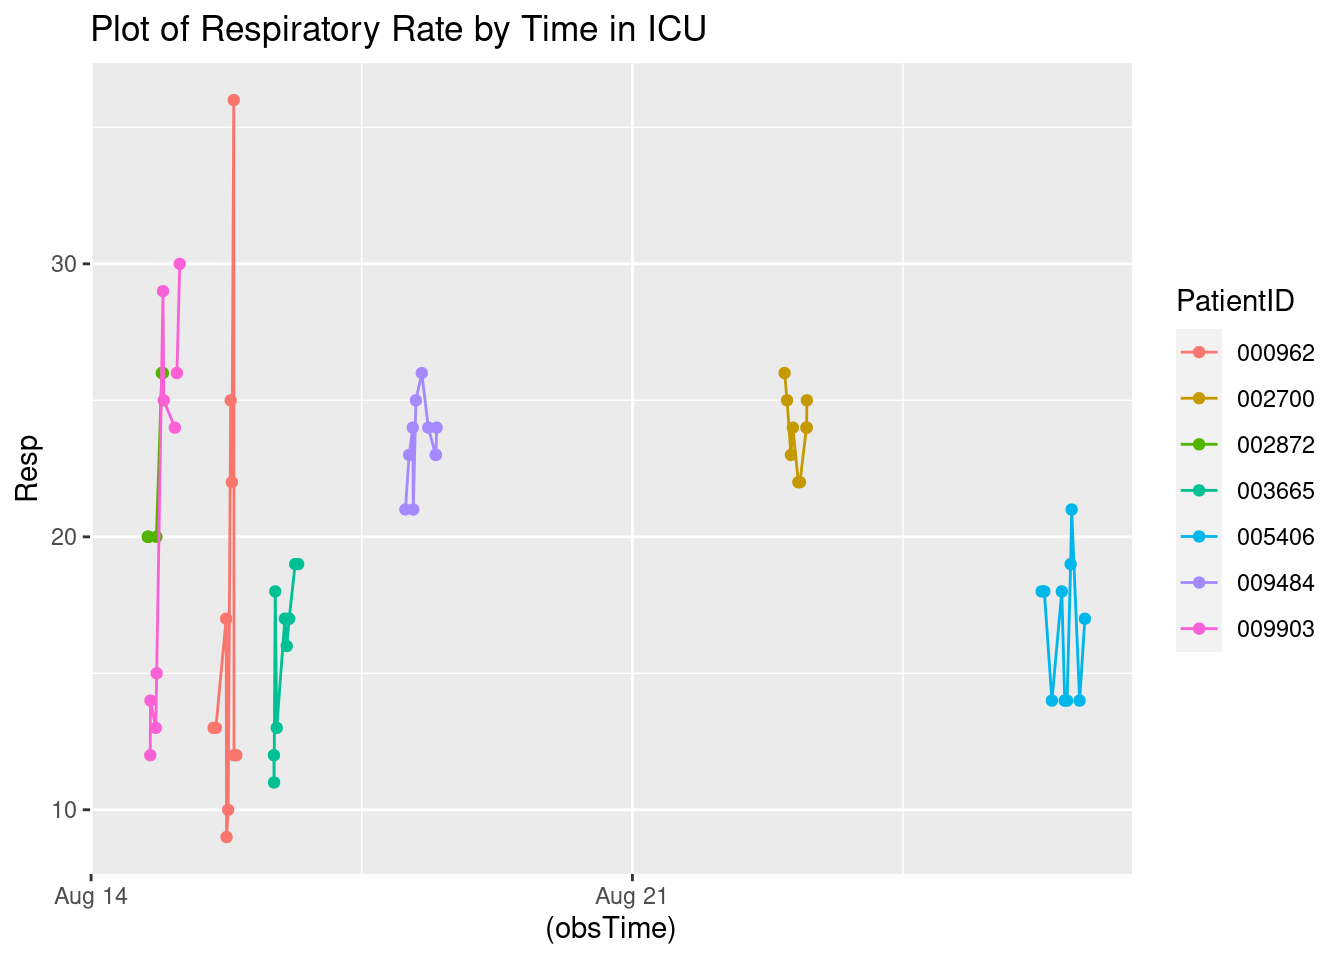 Plot of Respiratory Rate by Time in ICU
Resp
30
20
10
Aug 14
Aug 21
(obsTime)
PatientID
000962
002700
002872
003665
005406
009484
009903